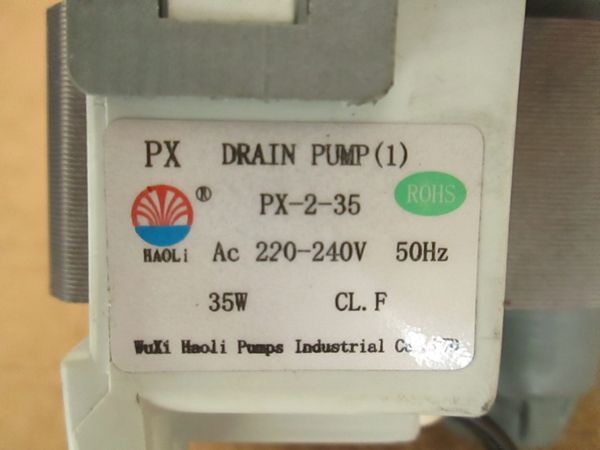 PX DRAIN PUMP(1)
® PX-2-35 ROHS
HAOLi Ac 220-240V 50Hz
35W CL.F
WuXi Haoli Pumps Industrial